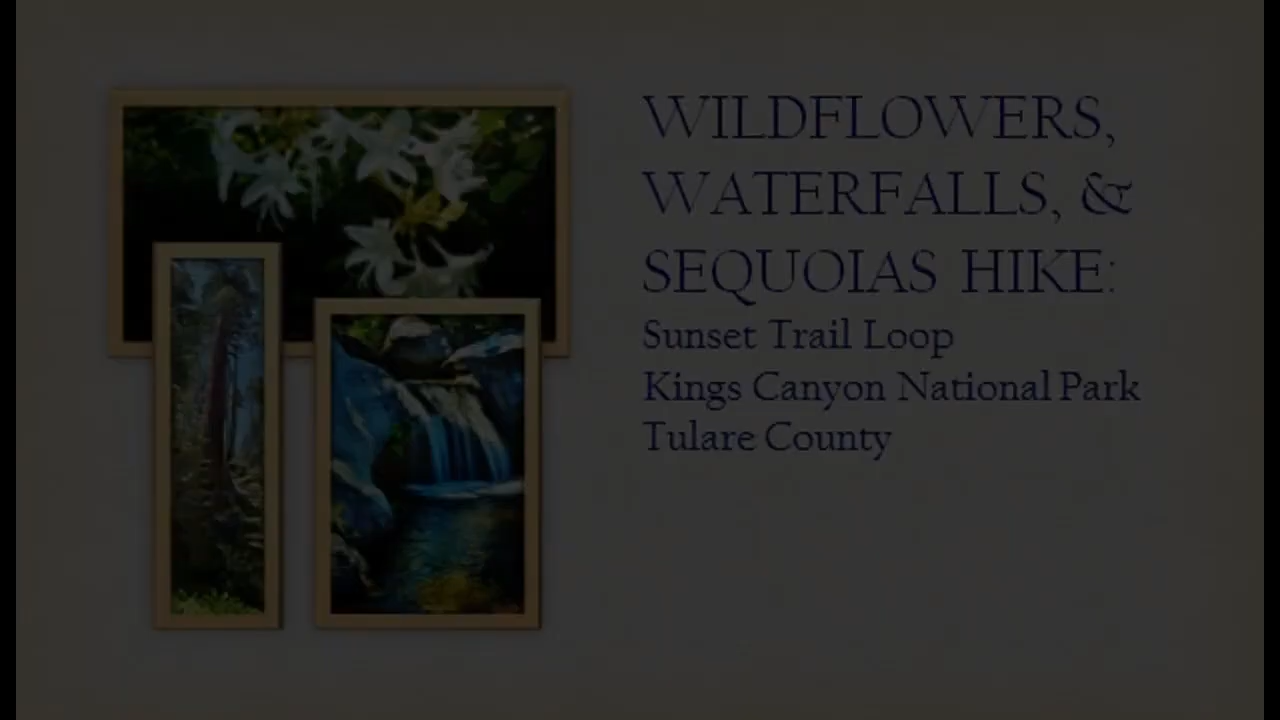 WILDFLOWERS,
WATERFALLS, &
SEQUOIAS HIKE:
Sunset Trail Loop
Kings Canyon National Park
Tulare County